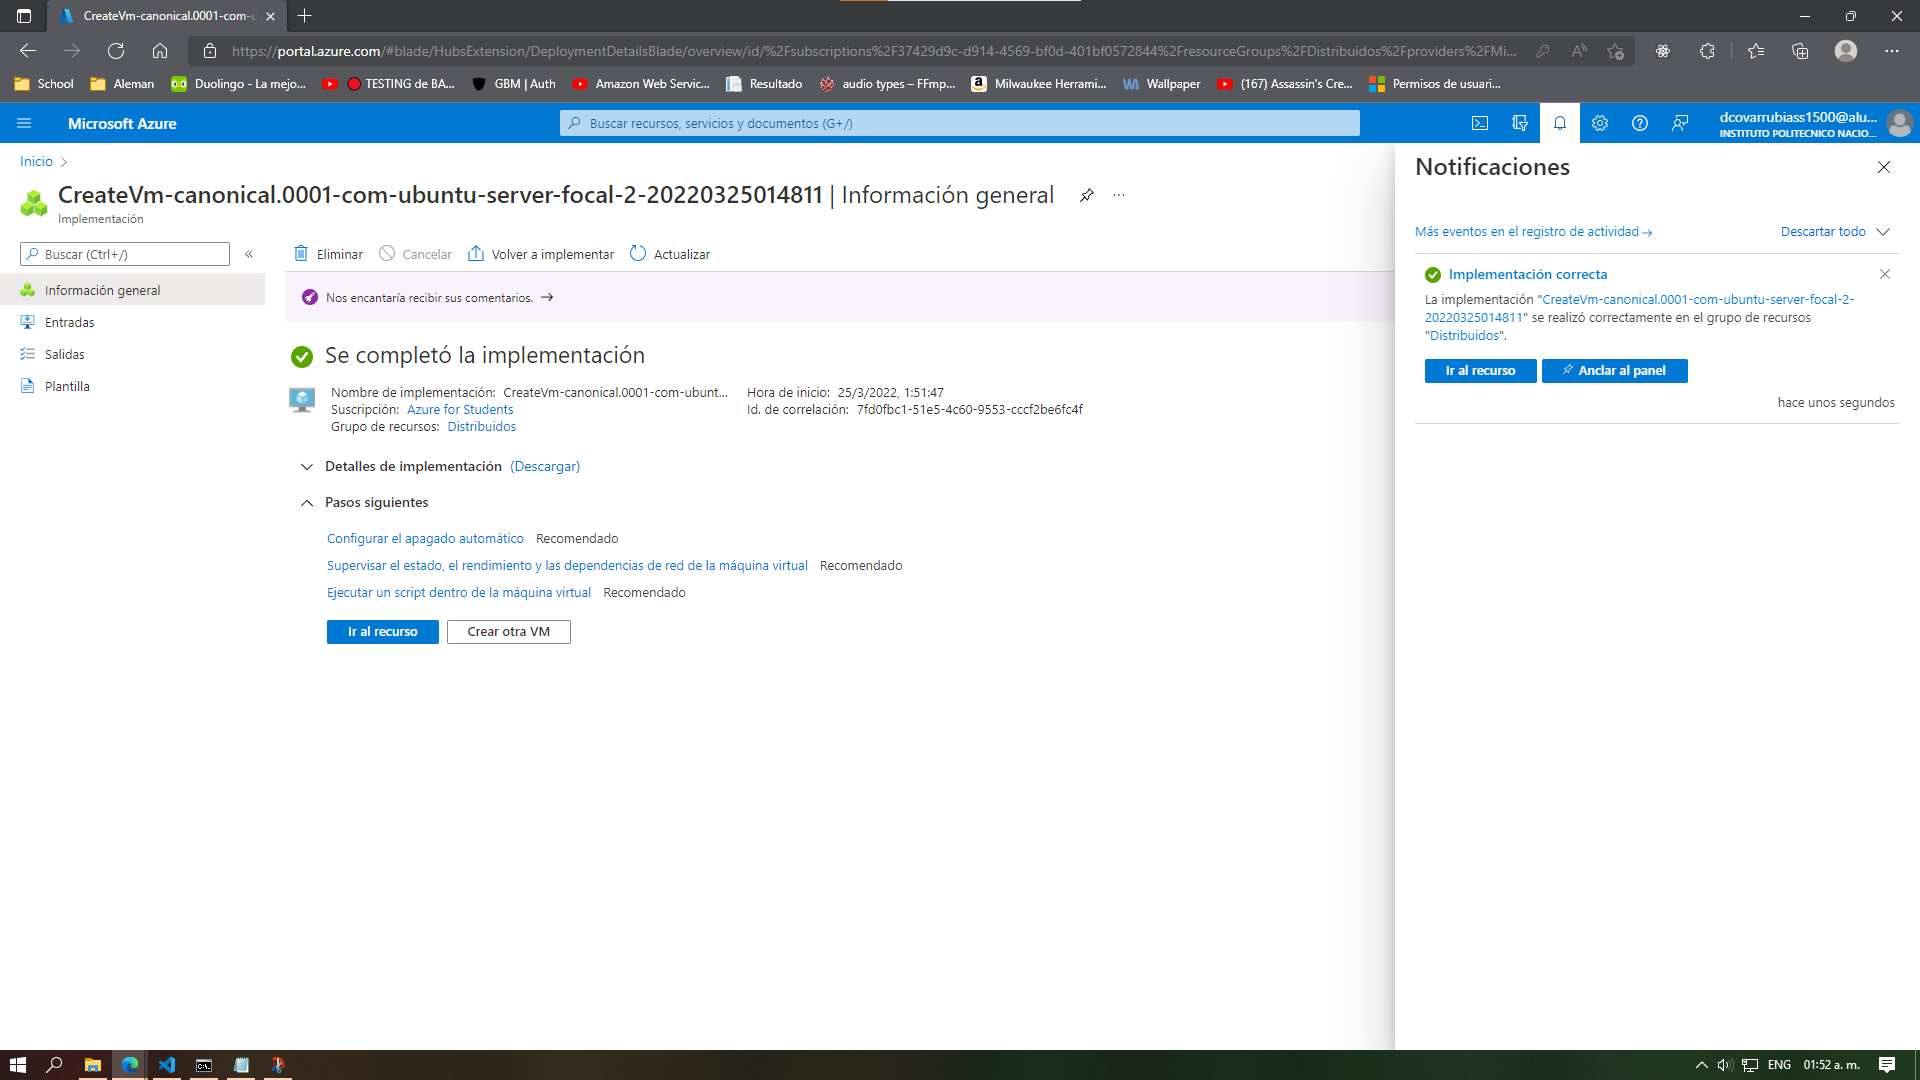 CreateVm-canonical.0001-com-u
https://portal.azure.com/#blade/HubsExtension/DeploymentDetailsBlade/overview/id/%2Fsubscriptions%2F37429d9c-d914-4569-bf0d-401bf0572844%2FresourceGroups%2FDistribuidos%2Fproviders%2FMi...
School
Aleman
Duolingo - La mejo...
TESTING de BA...
GBM | Auth
Amazon Web Servic...
Resultado
audio types – FFmp...
Milwaukee Herrami...
Wallpaper
(167) Assassin's Cre...
Permisos de usuari...
Microsoft Azure
Buscar recursos, servicios y documentos (G+/)
dcovarrubiass1500@alu...
INSTITUTO POLITECNICO NACIO...
Inicio
CreateVm-canonical.0001-com-ubuntu-server-focal-2-20220325014811 | Información general
Implementación
Buscar (Ctrl+/)
Información general
Entradas
Salidas
Plantilla
Eliminar
Cancelar
Volver a implementar
Actualizar
Nos encantaría recibir sus comentarios. →
Se completó la implementación
Nombre de implementación: CreateVm-canonical.0001-com-ubunt...
Suscripción: Azure for Students
Grupo de recursos: Distribuidos
Hora de inicio: 25/3/2022, 1:51:47
Id. de correlación: 7fd0fbc1-51e5-4c60-9553-cccf2be6fc4f
Detalles de implementación (Descargar)
Pasos siguientes
Configurar el apagado automático Recomendado
Supervisar el estado, el rendimiento y las dependencias de red de la máquina virtual Recomendado
Ejecutar un script dentro de la máquina virtual Recomendado
Ir al recurso
Crear otra VM
Notificaciones
Más eventos en el registro de actividad →
Descartar todo
Implementación correcta
La implementación "CreateVm-canonical.0001-com-ubuntu-server-focal-2-
20220325014811" se realizó correctamente en el grupo de recursos
"Distribuidos".
Ir al recurso
Anclar al panel
hace unos segundos
ENG
01:52 a. m.